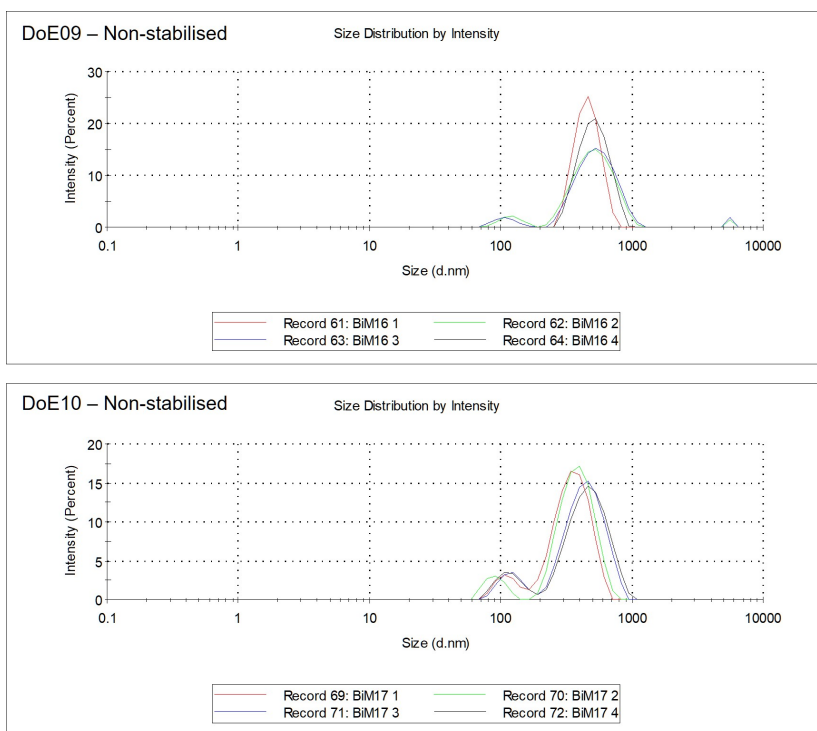 DoE09 – Non-stabilised
Size Distribution by Intensity
30
20
10
0
Intensity (Percent)
0.1 1 10 100 1000 10000
Size (d.nm)
Record 61: BiM16 1 Record 62: BiM16 2
Record 63: BiM16 3 Record 64: BiM16 4
DoE10 – Non-stabilised
Size Distribution by Intensity
20
15
10
5
0
Intensity (Percent)
0.1 1 10 100 1000 10000
Size (d.nm)
Record 69: BiM17 1 Record 70: BiM17 2
Record 71: BiM17 3 Record 72: BiM17 4